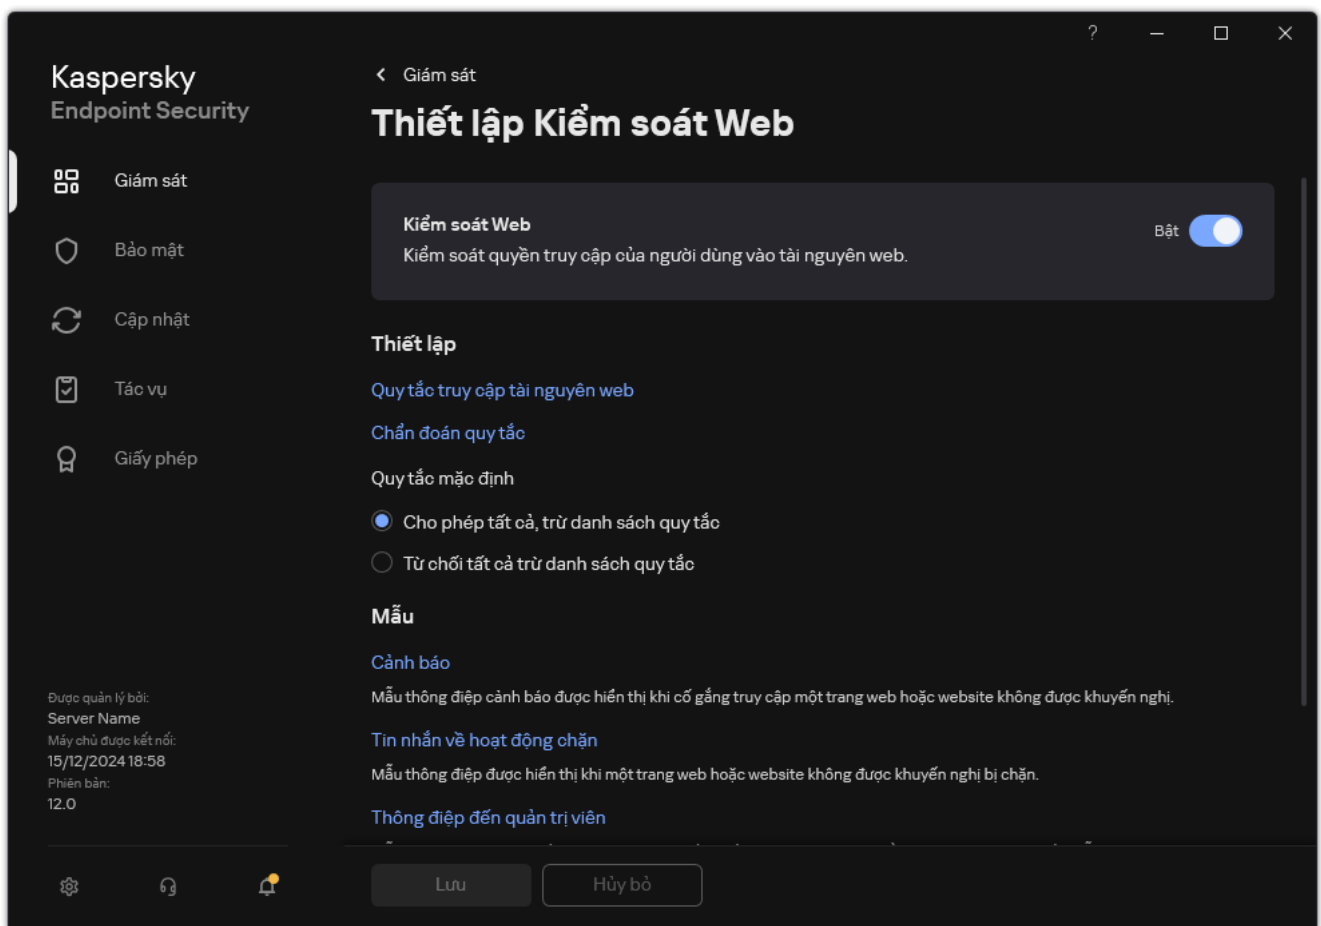 ?
Kaspersky
Endpoint Security
Giám sát
Bảo mật
Cập nhật
Tác vụ
Giấy phép
Được quản lý bởi:
Server Name
Máy chủ được kết nối:
15/12/2024 18:58
Phiên bản:
12.0
Giám sát
Thiết lập Kiểm soát Web
Kiểm soát Web
Kiểm soát quyền truy cập của người dùng vào tài nguyên web.
Bật
Thiết lập
Quy tắc truy cập tài nguyên web
Chẩn đoán quy tắc
Quy tắc mặc định
Cho phép tất cả, trừ danh sách quy tắc
Từ chối tất cả trừ danh sách quy tắc
Mẫu
Cảnh báo
Mẫu thông điệp cảnh báo được hiển thị khi cố gắng truy cập một trang web hoặc website không được khuyến nghị.
Tin nhắn về hoạt động chặn
Mẫu thông điệp được hiển thị khi một trang web hoặc website không được khuyến nghị bị chặn.
Thông điệp đến quản trị viên
Lưu
Hủy bỏ